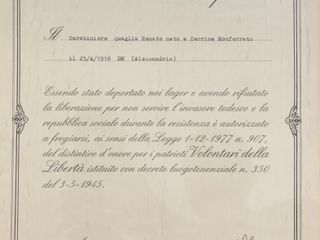 Al Carabiniere Quaglia Renato nato a Cerrina Monferrato
il 25/4/1918 DE (Alessandria)
Essendo stato deportato nei lager e avendo rifiutato
la liberazione per non servire l'invasore tedesco e la
repubblica sociale durante la resistenza è autorizzato
a fregiarsi, ai sensi della Legge 1-12-1977 n. 907,
del distintivo d'onore per i patrioti Volontari della
Libertà istituito con decreto luogotenenziale n. 350
del 3-5-1945.